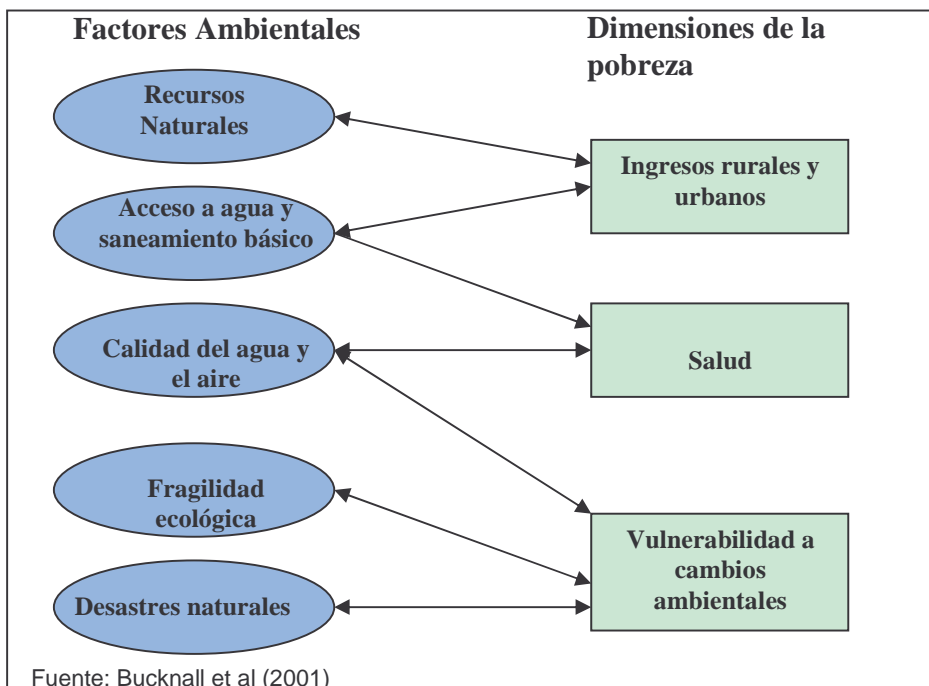 Factores Ambientales
Dimensiones de la
pobreza
Recursos
Naturales
Ingresos rurales y
urbanos
Acceso a agua y
saneamiento básico
Calidad del agua y
el aire
Salud
Fragilidad
ecológica
Vulnerabilidad a
cambios
ambientales
Desastres naturales
Fuente: Bucknall et al (2001)